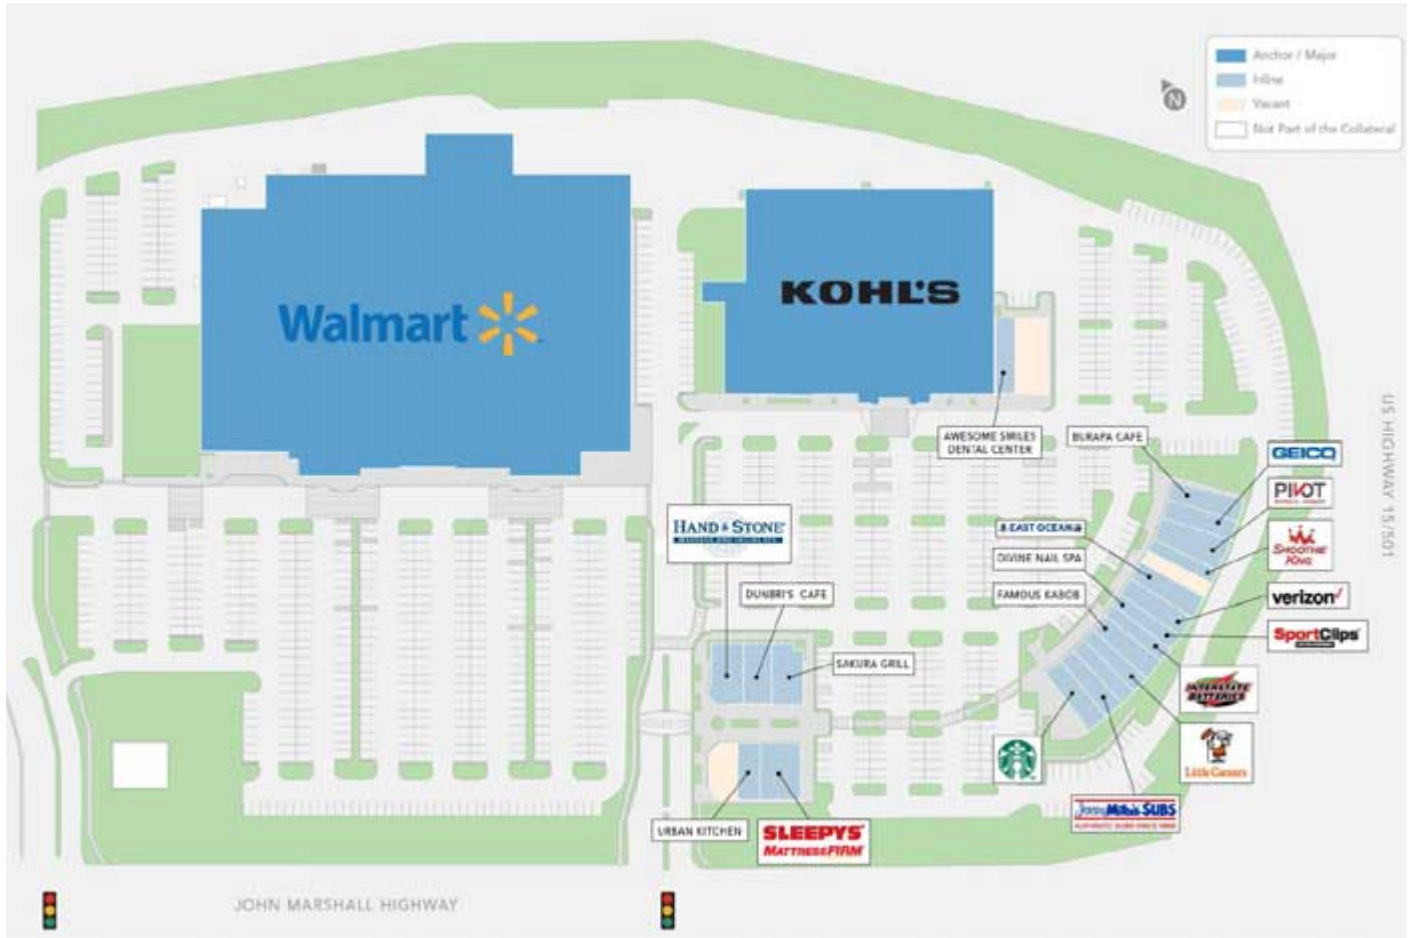 Anchor / Major
Inline
Vacant
Not Part of the Collateral
N
Walmart
KOHL'S
AWESOME SMILES
DENTAL CENTER
BURAPA CAFE
GEICO
PIVOT
SMOOTHIE
KING
verizon
SportClips
INTERSTATE
BATTERIES
Little Caesars
US HIGHWAY 15/501
HAND & STONE
DUNBRI'S CAFE
SAKURA GRILL
EAST OCEAN
DIVINE NAIL SPA
FAMOUS KABOB
Jersey Mike's SUBS
URBAN KITCHEN
SLEEPY'S
MATTRESSFIRM
JOHN MARSHALL HIGHWAY